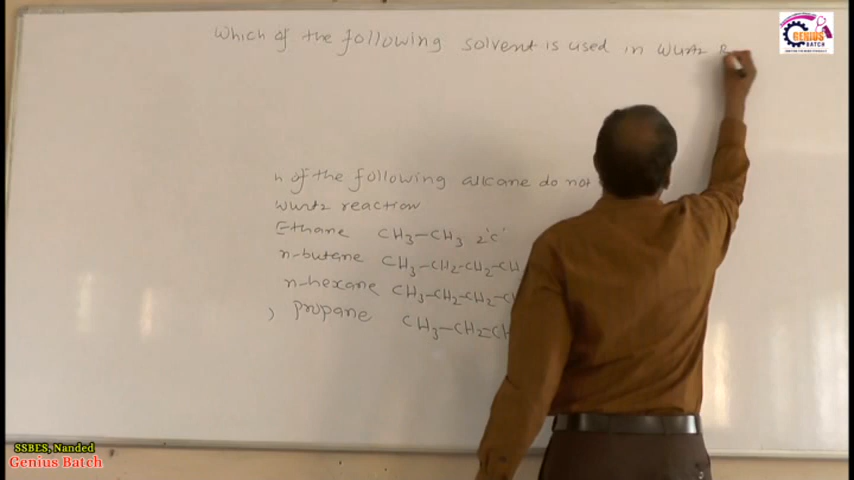 Which of the following solvent is used in Wurtz R
h of the following alkane do not
Wurtz reaction
Ethane CH3-CH3 2'C'
n-butane CH3-CH2-CH2-CH
n-hexane CH3-CH2-CH2-C
) propane CH3-CH2-CH
GENIUS
BATCH
SSBES, Nanded
Genius Batch